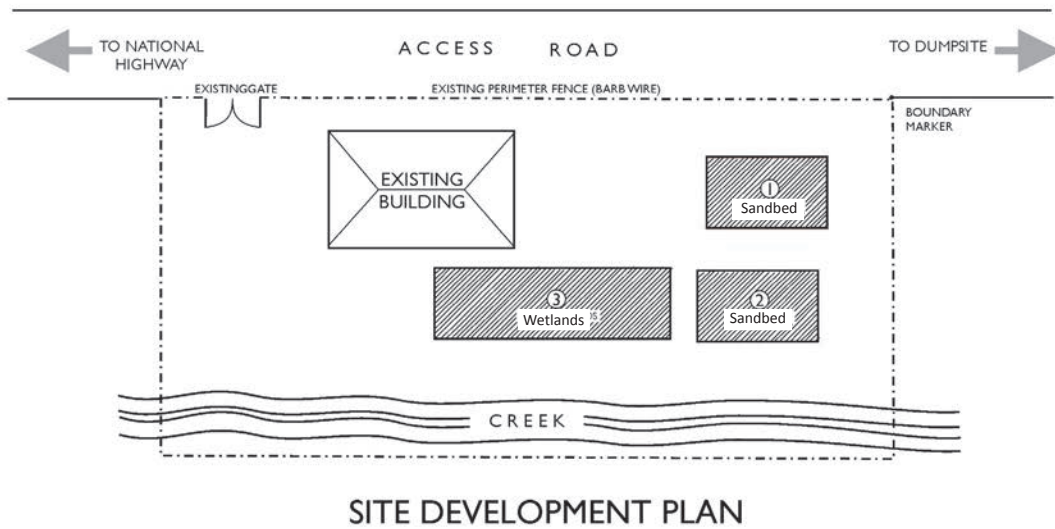 TO NATIONAL
HIGHWAY
ACCESS ROAD
TO DUMPSITE
EXISTINGGATE
EXISTING PERIMETER FENCE (BARB WIRE)
BOUNDARY
MARKER
EXISTING
BUILDING
1
Sandbed
3
Wetlands
2
Sandbed
CREEK
SITE DEVELOPMENT PLAN